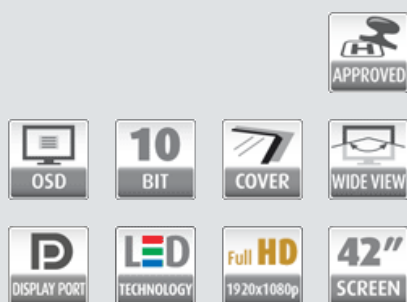 H
APPROVED
OSD
10
BIT
COVER
WIDE VIEW
D
DISPLAY PORT
LED
TECHNOLOGY
Full HD
1920x1080p
42"
SCREEN